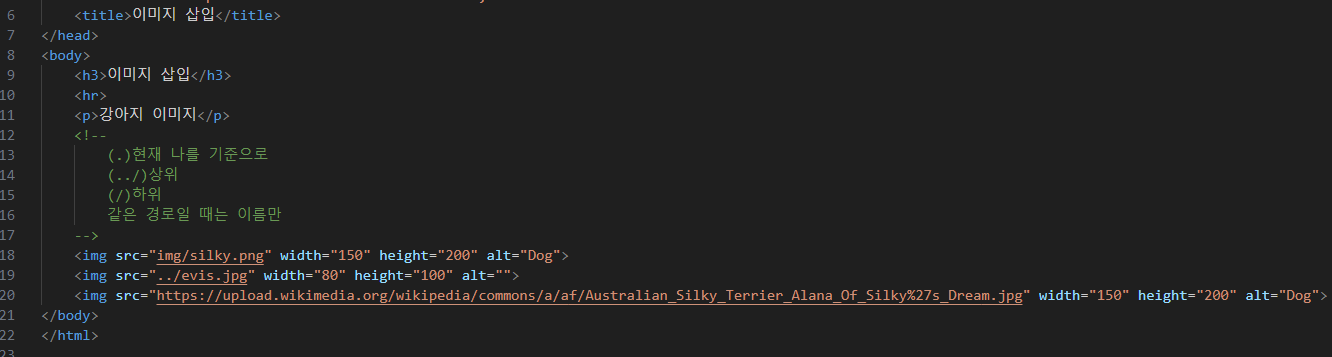 6 <title>이미지 삽입</title>
7 </head>
8 <body>
9 <h3>이미지 삽입</h3>
10 <hr>
11 <p>강아지 이미지</p>
12 <!--
13 (.)현재 나를 기준으로
14 (../)상위
15 (/)하위
16 같은 경로일 때는 이름만
17 -->
18 <img src="img/silky.png" width="150" height="200" alt="Dog">
19 <img src="../evis.jpg" width="80" height="100" alt="">
20 <img src="https://upload.wikimedia.org/wikipedia/commons/a/af/Australian_Silky_Terrier_Alana_Of_Silky%27s_Dream.jpg" width="150" height="200" alt="Dog">
21 </body>
22 </html>
23